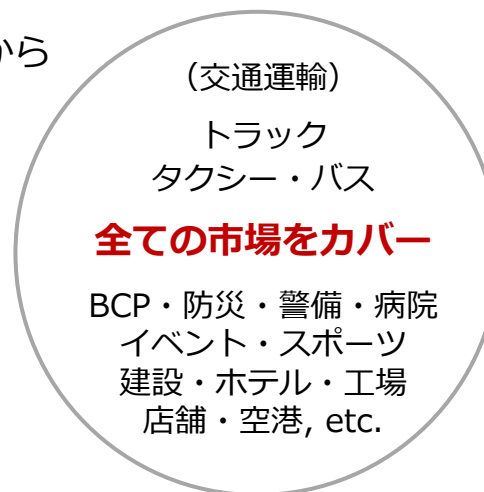 から
（交通運輸）
トラック
タクシー・バス
全ての市場をカバー
BCP・防災・警備・病院
イベント・スポーツ
建設・ホテル・工場
店舗・空港, etc.